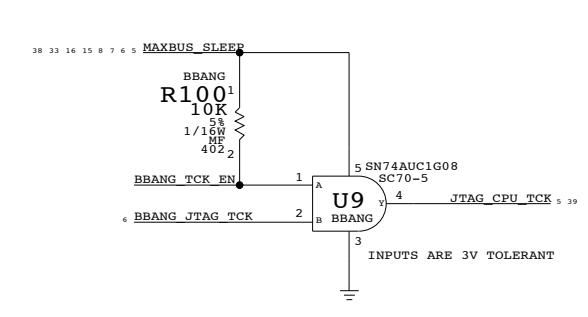 38 33 16 15 8 7 6 5 MAXBUS_SLEEP
BBANG
R100 1
10K
5%
1/16W
MF
402 2
BBANG_TCK_EN 1 A
5 SN74AUC1G08
SC70-5
U9
BBANG
Y 4 JTAG_CPU_TCK 5 39
6 BBANG_JTAG_TCK 2 B
3
INPUTS ARE 3V TOLERANT